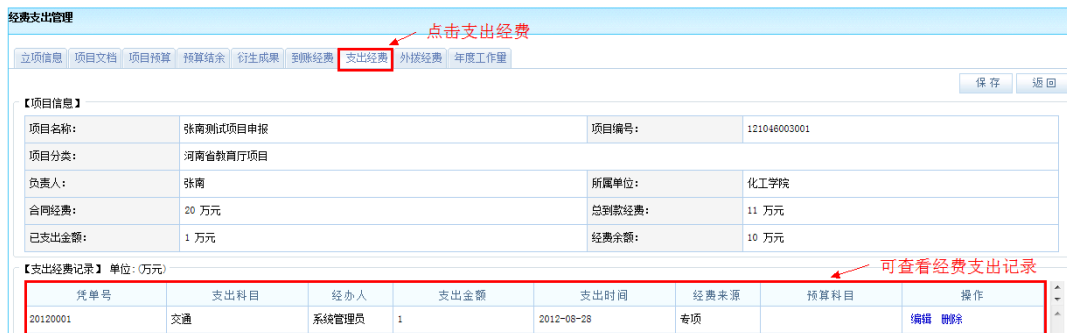 经费支出管理
点击支出经费
立项信息 项目文档 项目预算 预算结余 衍生成果 到账经费 支出经费 外拨经费 年度工作量
保存 返回
【项目信息】
项目名称: 张南测试项目申报 项目编号: 121046003001
项目分类: 河南省教育厅项目
负责人: 张南 所属单位: 化工学院
合同经费: 20 万元 总到款经费: 11 万元
已支出金额: 1 万元 经费余额: 10 万元
【支出经费记录】 单位:(万元) 可查看经费支出记录
凭单号 支出科目 经办人 支出金额 支出时间 经费来源 预算科目 操作
20120001 交通 系统管理员 1 2012-08-28 专项 编辑 删除